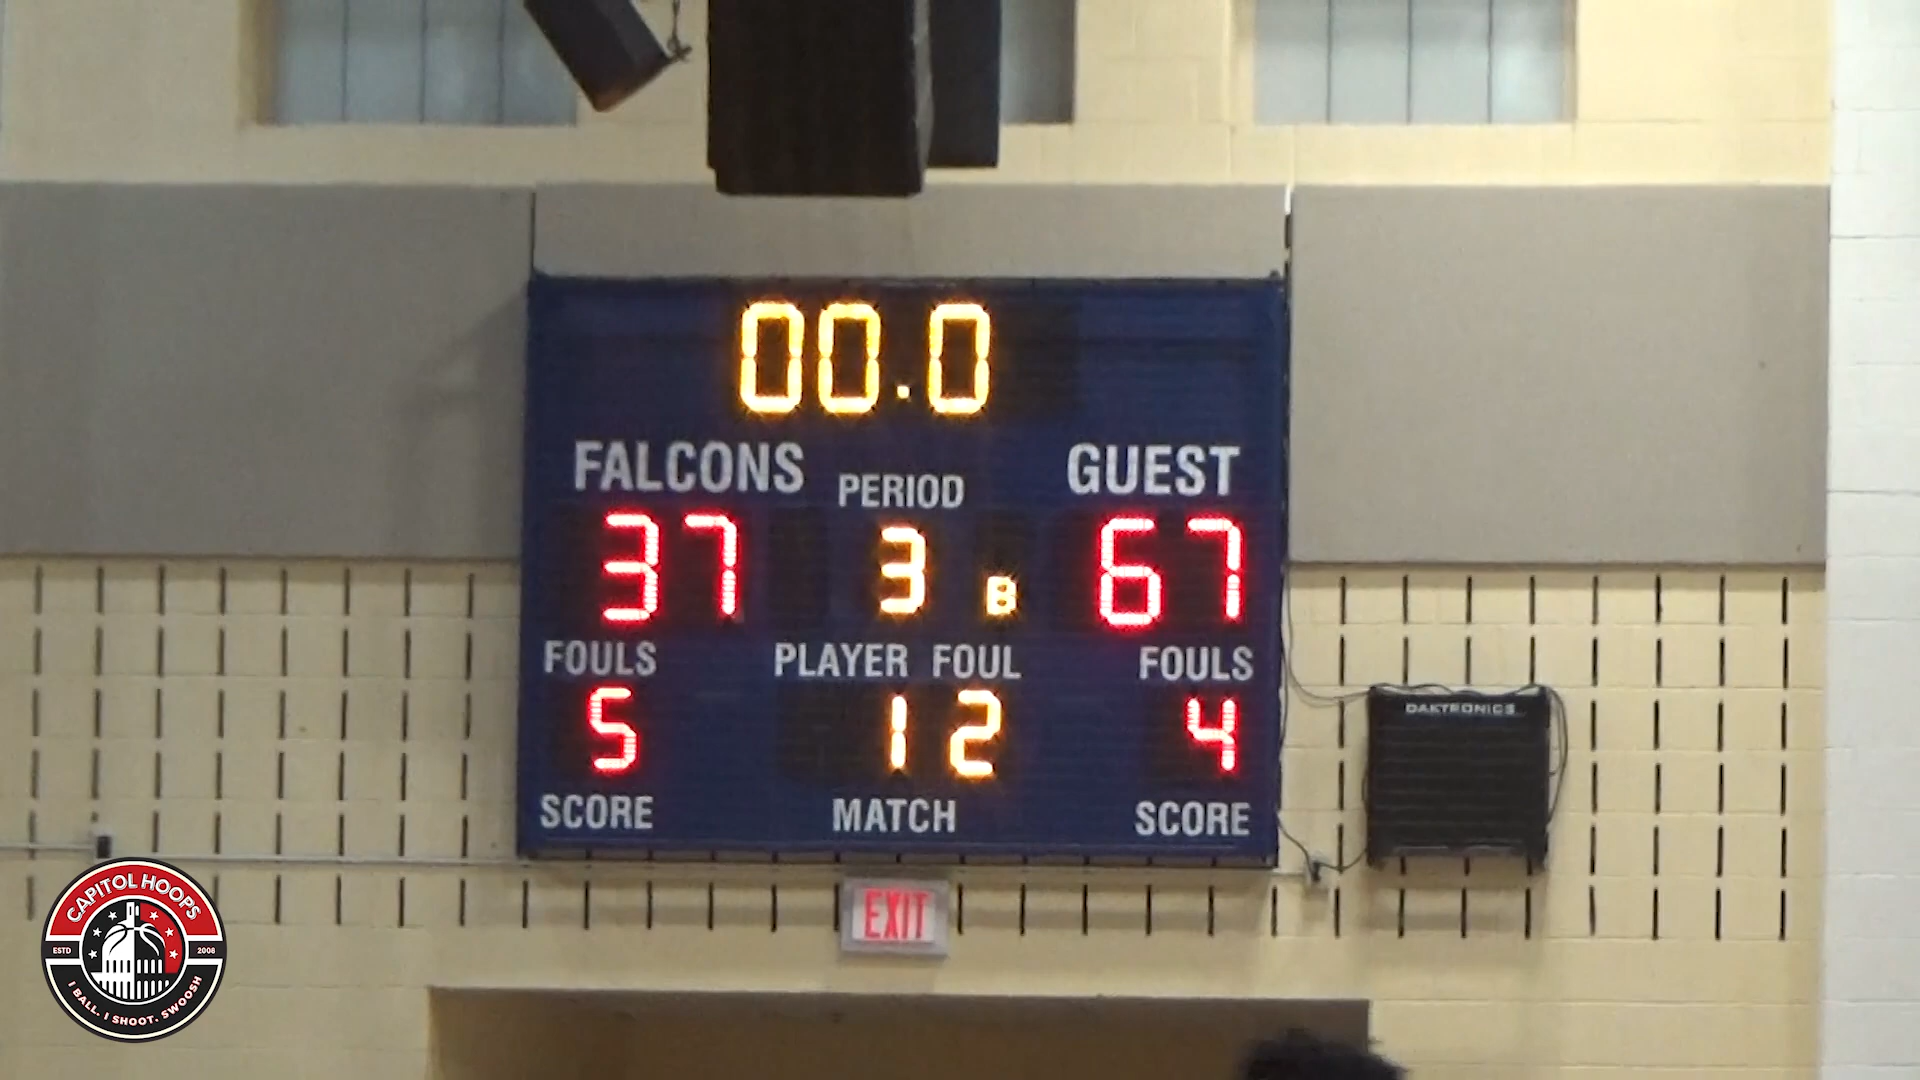 00.0
FALCONS PERIOD GUEST
37 3 B 67
FOULS PLAYER FOUL FOULS
5 12 4
SCORE MATCH SCORE
DAKTRONICS
EXIT
CAPITOL HOOPS
ESTD 2008
I BALL. I SHOOT. SWOOSH